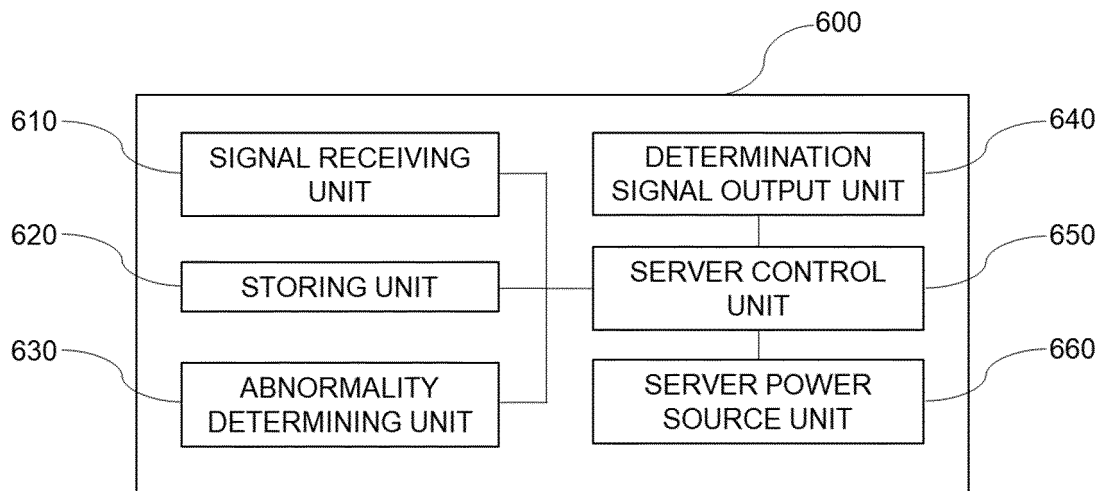 600
610
SIGNAL RECEIVING
UNIT
DETERMINATION
SIGNAL OUTPUT UNIT
640
620
STORING UNIT
SERVER CONTROL
UNIT
650
630
ABNORMALITY
DETERMINING UNIT
SERVER POWER
SOURCE UNIT
660